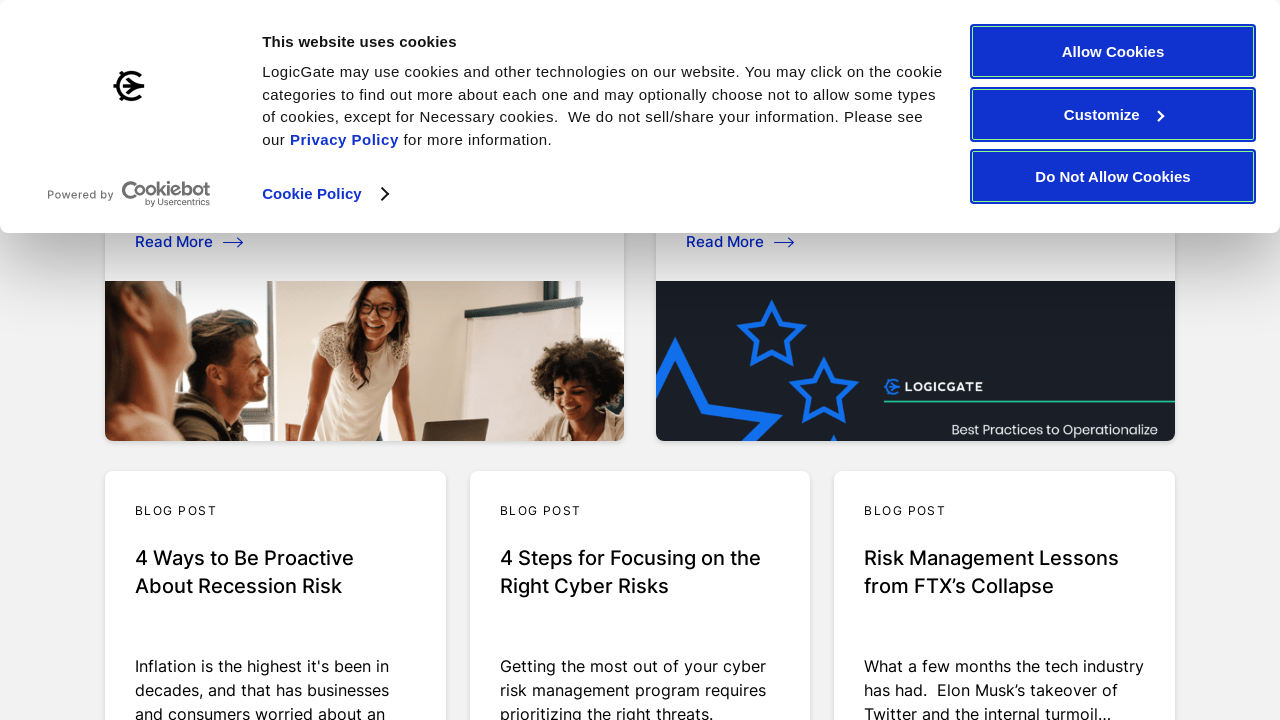 This website uses cookies
LogicGate may use cookies and other technologies on our website. You may click on the cookie
categories to find out more about each one and may optionally choose not to allow some types
of cookies, except for Necessary cookies.  We do not sell/share your information. Please see
our Privacy Policy for more information.
Powered by Cookiebot
by Usercentrics
Cookie Policy
Allow Cookies
Customize
Do Not Allow Cookies
Read More
Read More
LOGICGATE
Best Practices to Operationalize
BLOG POST
4 Ways to Be Proactive
About Recession Risk
Inflation is the highest it's been in
decades, and that has businesses
and consumers worried about an
BLOG POST
4 Steps for Focusing on the
Right Cyber Risks
Getting the most out of your cyber
risk management program requires
prioritizing the right threats.
BLOG POST
Risk Management Lessons
from FTX’s Collapse
What a few months the tech industry
has had.  Elon Musk’s takeover of
Twitter and the internal turmoil...